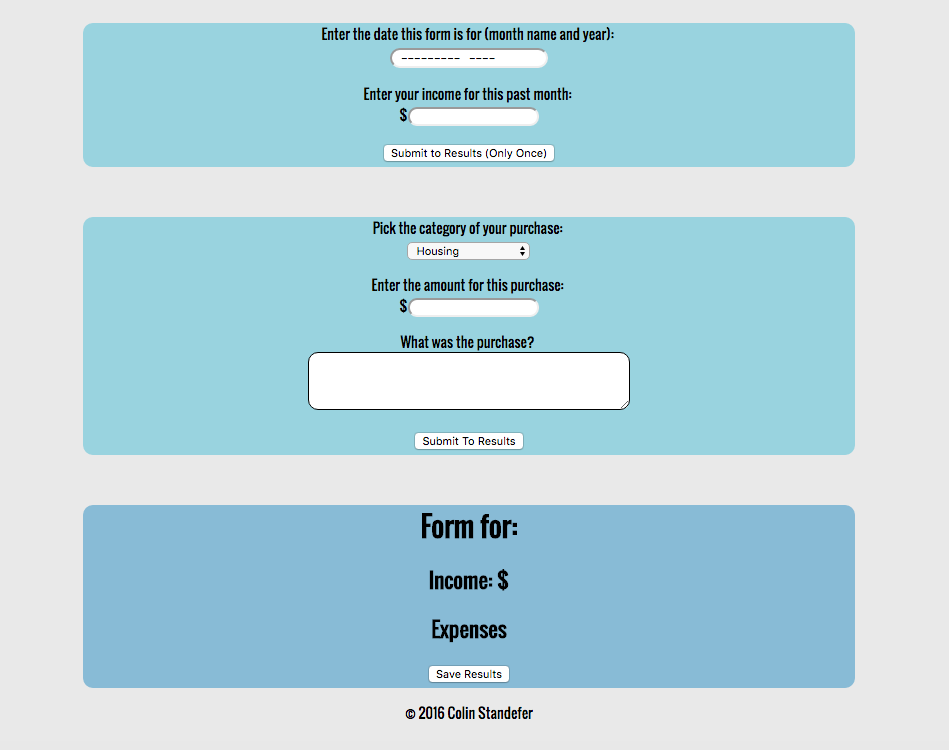 Enter the date this form is for (month name and year):
--------- ----
Enter your income for this past month:
$
Submit to Results (Only Once)
Pick the category of your purchase:
Housing
Enter the amount for this purchase:
$
What was the purchase?
Submit To Results
Form for:
Income: $
Expenses
Save Results
© 2016 Colin Standefer